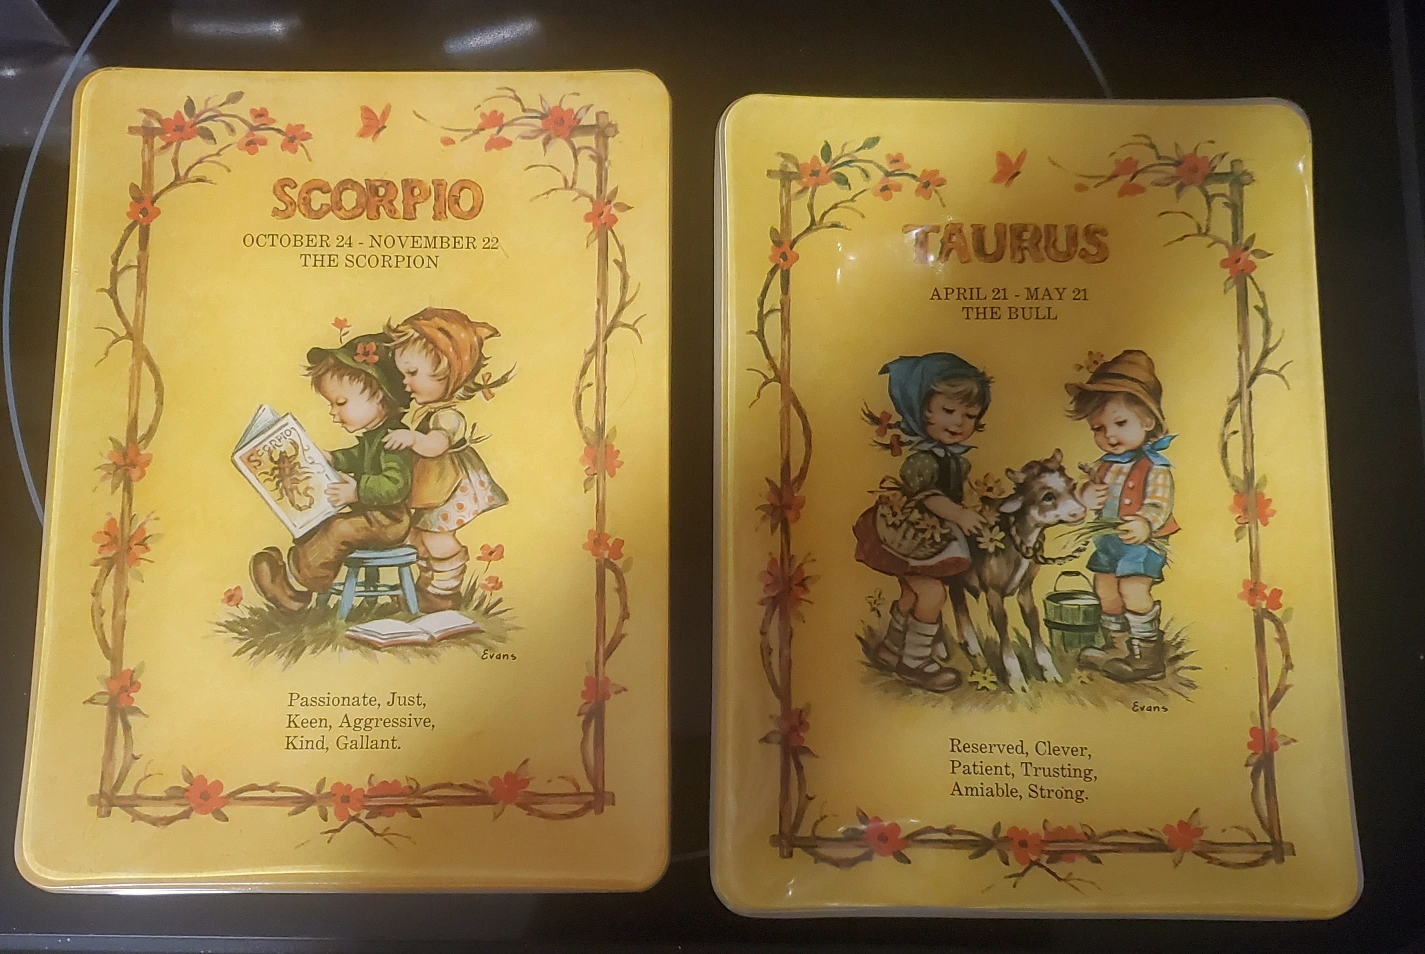 SCORPIO
OCTOBER 24 - NOVEMBER 22
THE SCORPION
SCORPIO
Evans
Passionate, Just,
Keen, Aggressive,
Kind, Gallant.
TAURUS
APRIL 21 - MAY 21
THE BULL
Evans
Reserved, Clever,
Patient, Trusting,
Amiable, Strong.